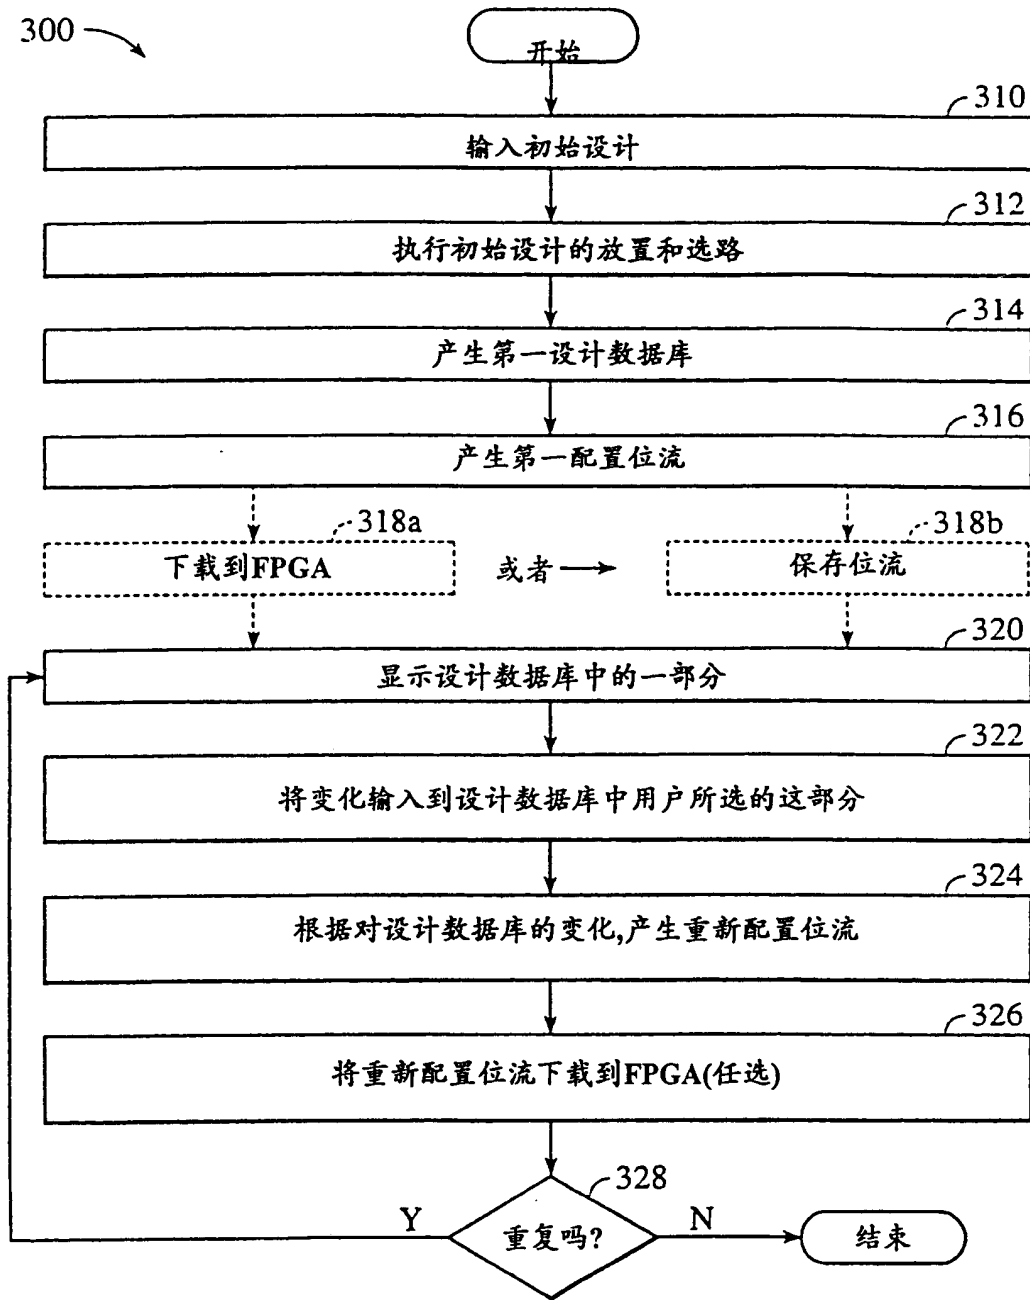 300
开始
310
输入初始设计
312
执行初始设计的放置和选路
314
产生第一设计数据库
316
产生第一配置位流
318a
318b
下载到FPGA
或者
保存位流
320
显示设计数据库中的一部分
322
将变化输入到设计数据库中用户所选的这部分
324
根据对设计数据库的变化,产生重新配置位流
326
将重新配置位流下载到FPGA(任选)
328
Y
重复吗?
N
结束